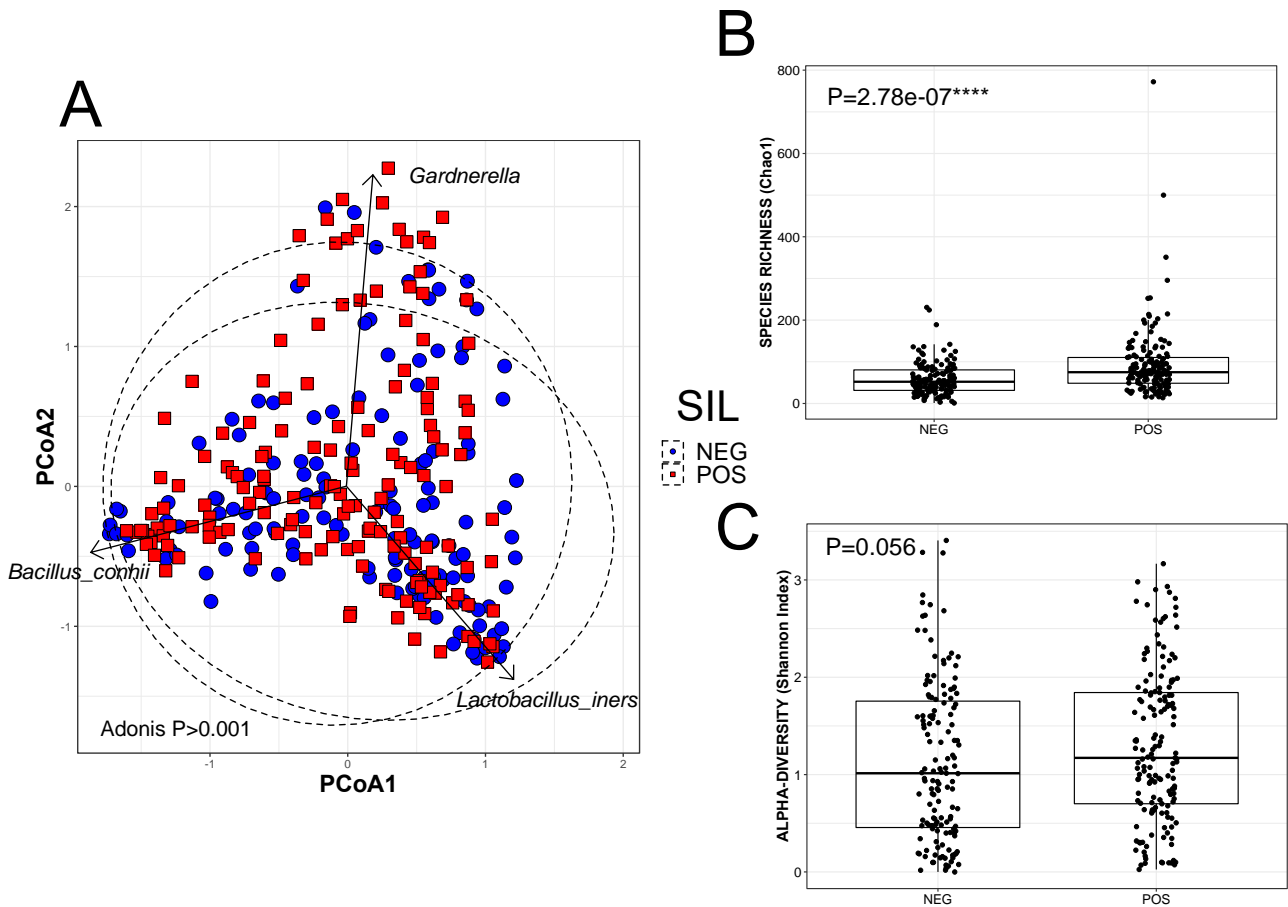 A
Gardnerella
Bacillus_conhii
Lactobacillus_iners
Adonis P>0.001
2
1
0
-1
-1
0
1
2
PCoA2
PCoA1
SIL
NEG
POS
B
P=2.78e-07****
800
600
400
200
0
SPECIES RICHNESS (Chao1)
NEG
POS
C
P=0.056
3
2
1
0
ALPHA-DIVERSITY (Shannon Index)
NEG
POS